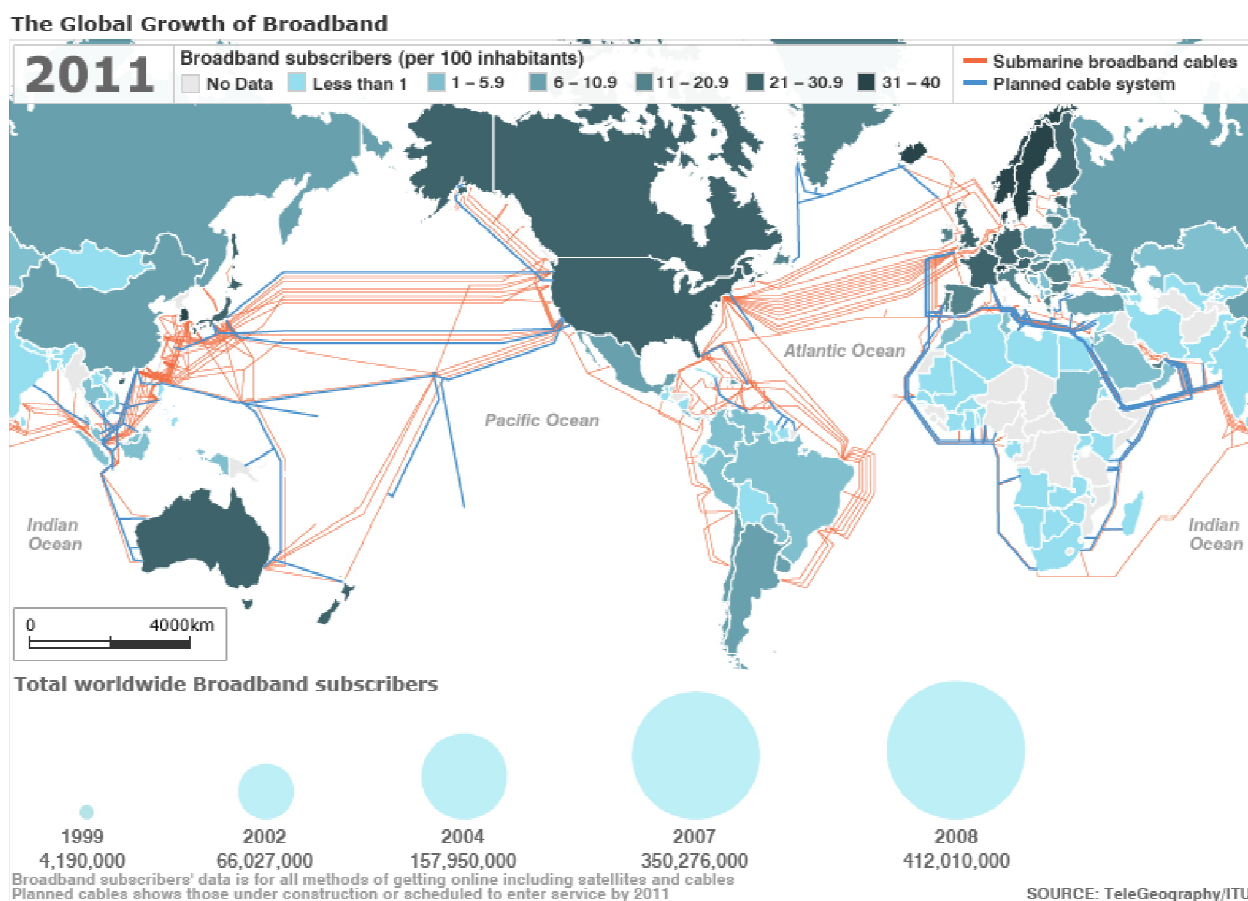 The Global Growth of Broadband
2011
Broadband subscribers (per 100 inhabitants)
No Data Less than 1 1 – 5.9 6 – 10.9 11 – 20.9 21 – 30.9 31 – 40
Submarine broadband cables
Planned cable system
Atlantic Ocean
Pacific Ocean
Indian
Ocean
Indian
Ocean
0 4000km
Total worldwide Broadband subscribers
1999 2002 2004 2007 2008
4,190,000 66,027,000 157,950,000 350,276,000 412,010,000
Broadband subscribers' data is for all methods of getting online including satellites and cables
Planned cables shows those under construction or scheduled to enter service by 2011
SOURCE: TeleGeography/ITU